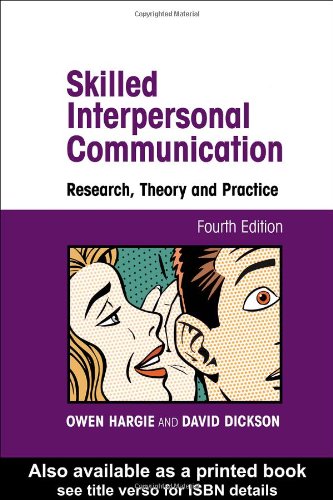 Skilled
Interpersonal
Communication
Research, Theory and Practice
Fourth Edition
OWEN HARGIE AND DAVID DICKSON
Also available as a printed book
see title verso for ISBN details
Copyrighted Material